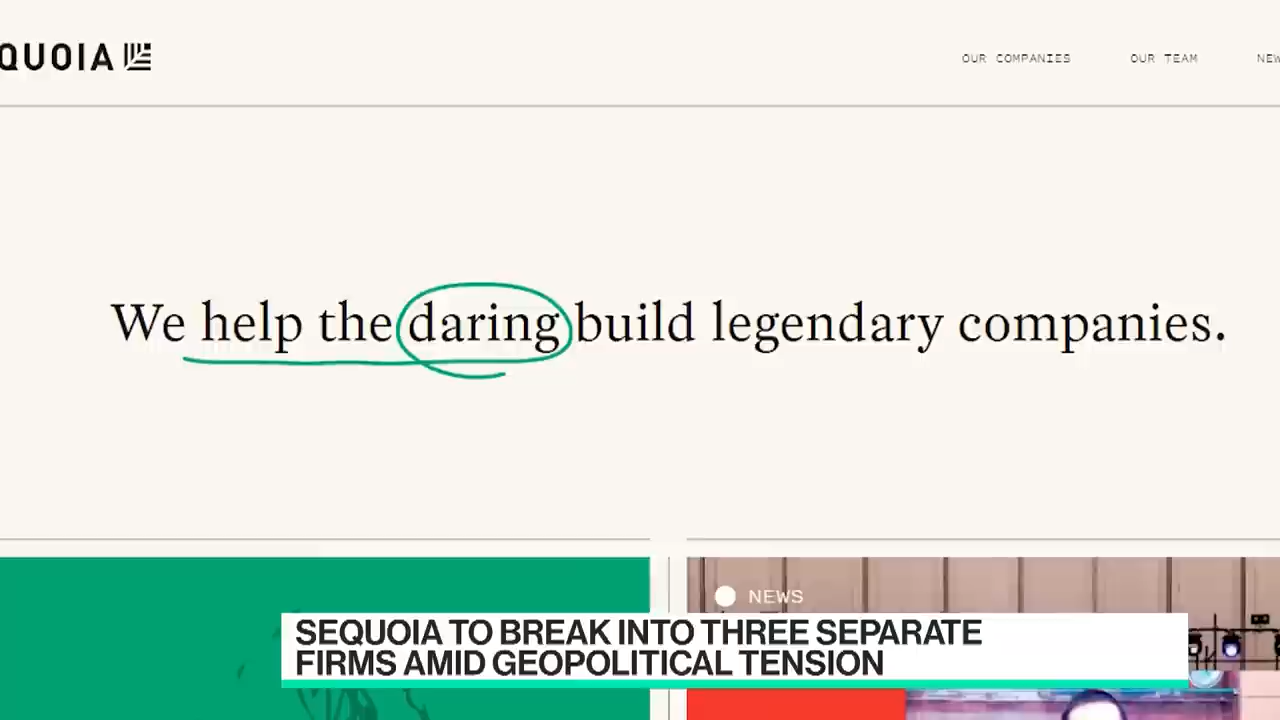 QUOIA
OUR COMPANIES OUR TEAM NEW
We help the daring build legendary companies.
NEWS
SEQUOIA TO BREAK INTO THREE SEPARATE
FIRMS AMID GEOPOLITICAL TENSION